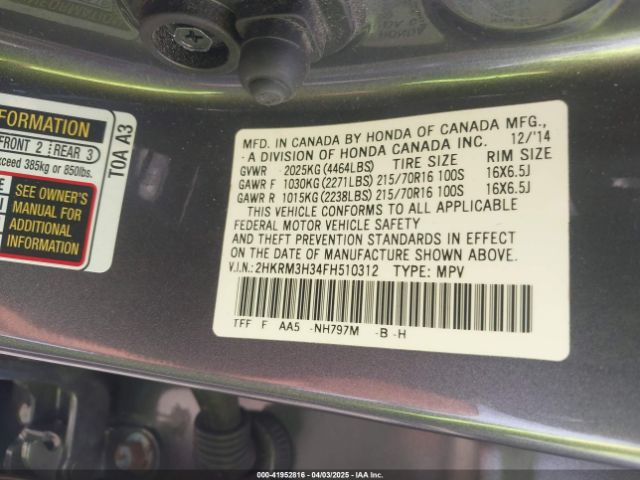 FORMATION
FRONT 2 REAR 3
xceed 385kg or 850lbs.
SEE OWNER'S
MANUAL FOR
ADDITIONAL
INFORMATION
T0A A3
MFD. IN CANADA BY HONDA OF CANADA MFG.,
A DIVISION OF HONDA CANADA INC. 12/'14
GVWR 2025KG (4464LBS) TIRE SIZE RIM SIZE
GAWR F 1030KG (2271LBS) 215/70R16 100S 16X6.5J
GAWR R 1015KG (2238LBS) 215/70R16 100S 16X6.5J
THIS VEHICLE CONFORMS TO ALL APPLICABLE
FEDERAL MOTOR VEHICLE SAFETY
AND THEFT PREVENTION STANDARDS IN EFFECT
ON THE DATE OF MANUFACTURE SHOWN ABOVE.
V.I.N.: 2HKRM3H34FH510312 TYPE: MPV
TFF F AA5 -NH797M -B -H
000-41952816 - 04/03/2025 - IAA Inc.